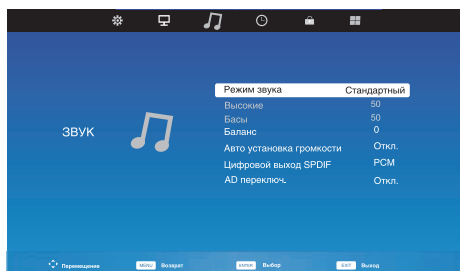 Режим звука Стандартный
Высокие 50
Басы 50
ЗВУК
Баланс 0
Авто установка громкости Откл.
Цифровой выход SPDIF PCM
AD переключ. Откл.
Перемещение MENU Возврат ENTER Выбор EXIT Выход